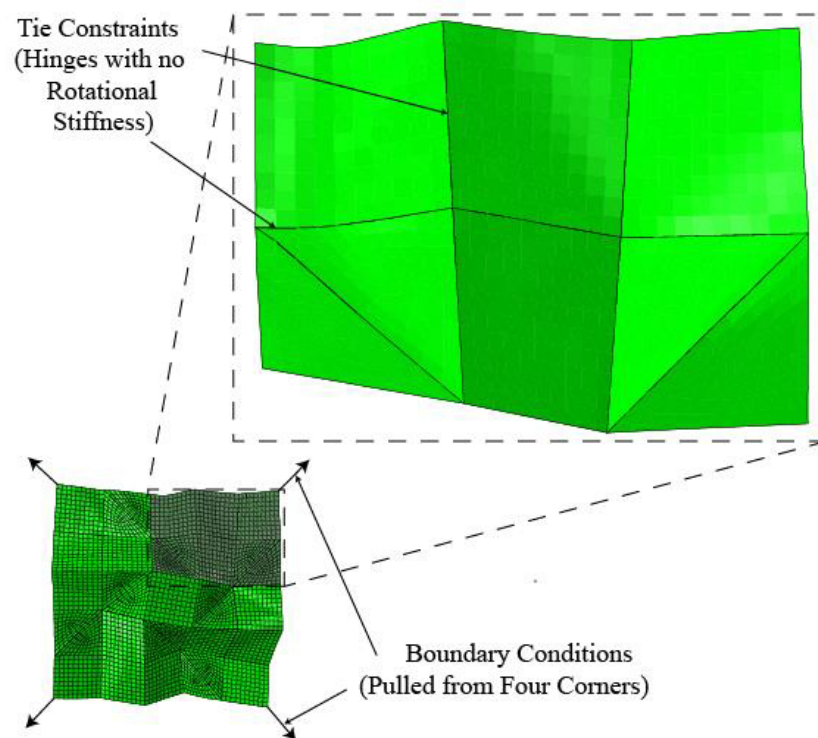 Tie Constraints
(Hinges with no
Rotational
Stiffness)
Boundary Conditions
(Pulled from Four Corners)